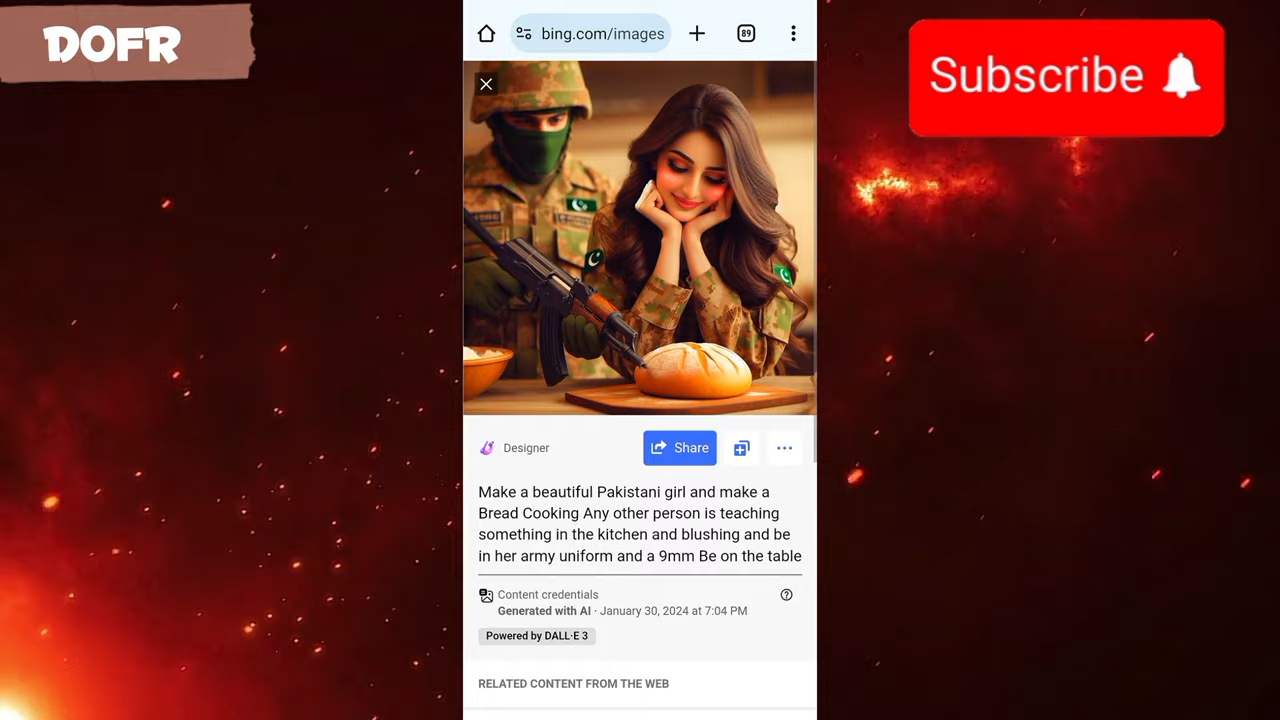 DOFR
bing.com/images
89
Subscribe
Designer
Share
Make a beautiful Pakistani girl and make a
Bread Cooking Any other person is teaching
something in the kitchen and blushing and be
in her army uniform and a 9mm Be on the table
Content credentials
Generated with AI · January 30, 2024 at 7:04 PM
Powered by DALL·E 3
RELATED CONTENT FROM THE WEB